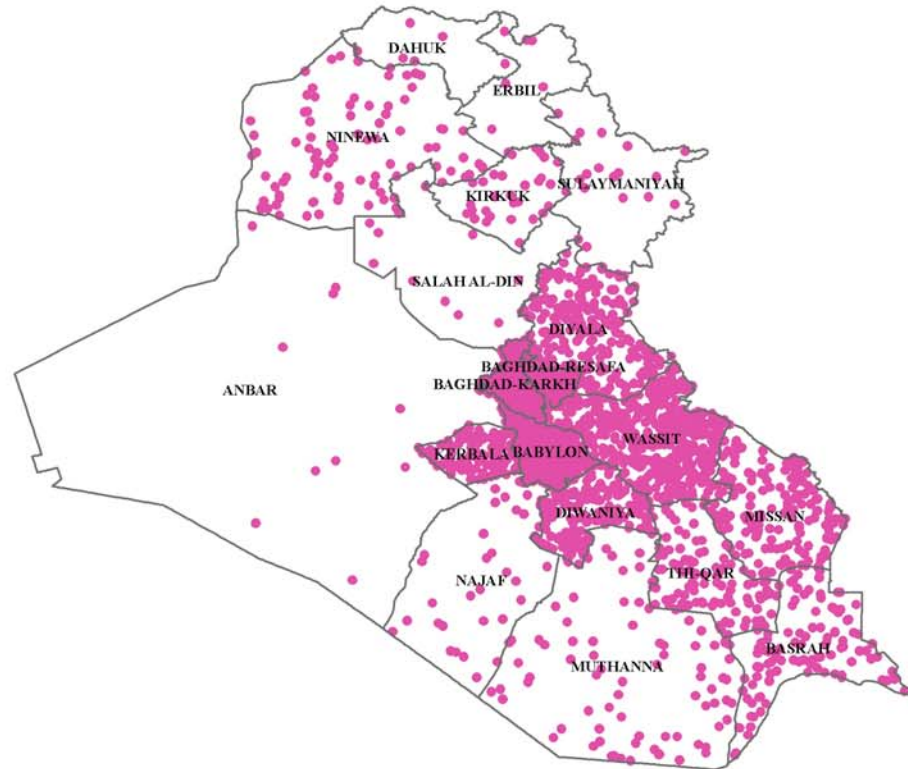 DAHUK
ERBIL
NINEWA
SULAYMANIYAH
KIRKUK
SALAH AL-DIN
DIYALA
BAGHDAD-RESAFA
BAGHDAD-KARKH
ANBAR
WASSIT
KERBALA
BABYLON
DIWANIYA
MISSAN
THI-QAR
NAJAF
BASRAH
MUTHANNA